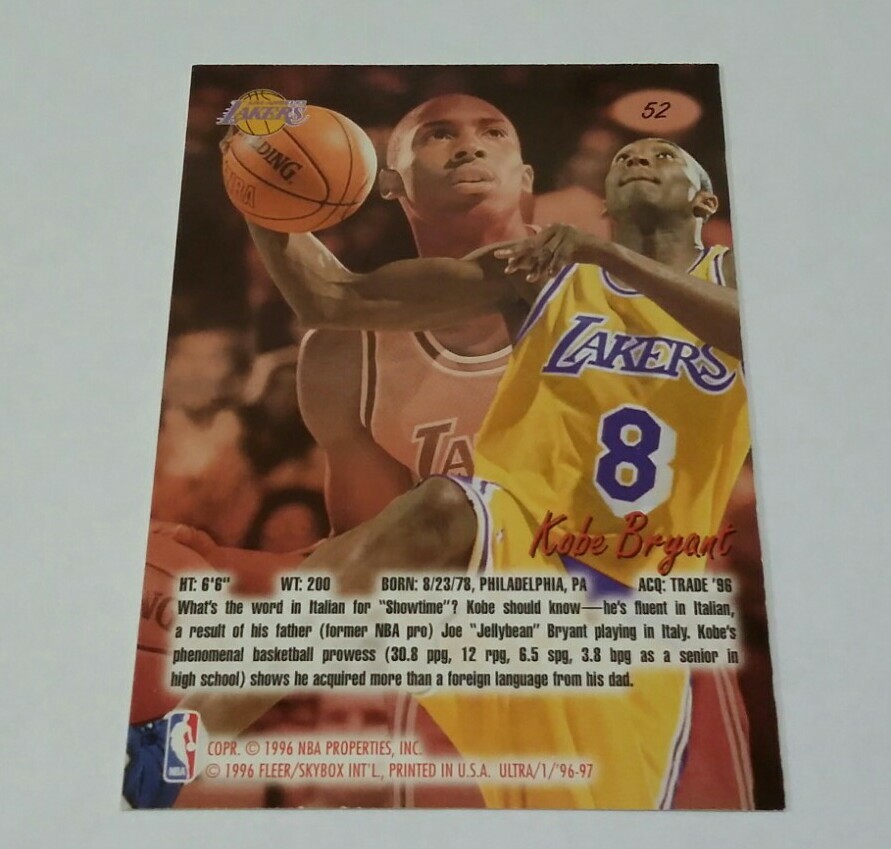 LAKERS
52
DING.
LAKERS
8
TA
Kobe Bryant
HT: 6'6" WT: 200 BORN: 8/23/78, PHILADELPHIA, PA ACQ: TRADE '96
What's the word in Italian for "Showtime"? Kobe should know—he's fluent in Italian,
a result of his father (former NBA pro) Joe "Jellybean" Bryant playing in Italy. Kobe's
phenomenal basketball prowess (30.8 ppg, 12 rpg, 6.5 spg, 3.8 bpg as a senior in
high school) shows he acquired more than a foreign language from his dad.
NBA
COPR. © 1996 NBA PROPERTIES, INC.
© 1996 FLEER/SKYBOX INT'L., PRINTED IN U.S.A. ULTRA/1/'96-97